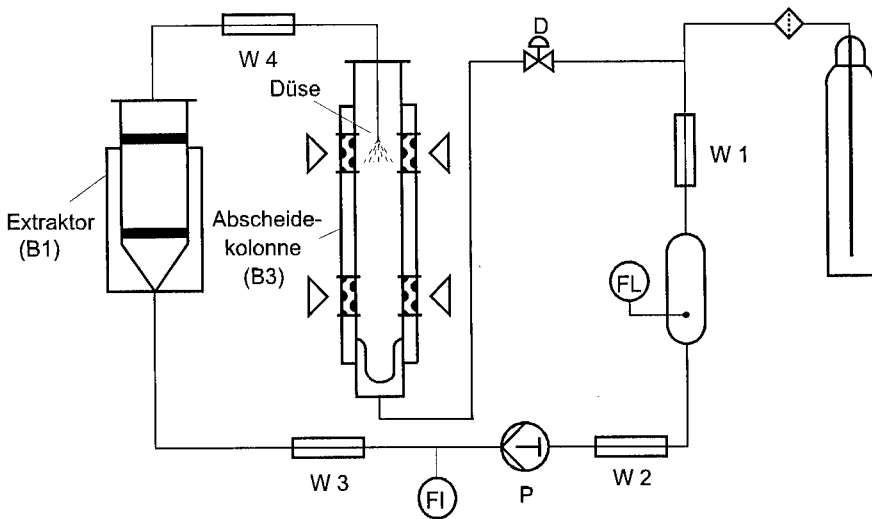 D
W 4
Düse
W 1
Extraktor
(B1)
Abscheide-
kolonne
(B3)
FL
W 3
FI
P
W 2